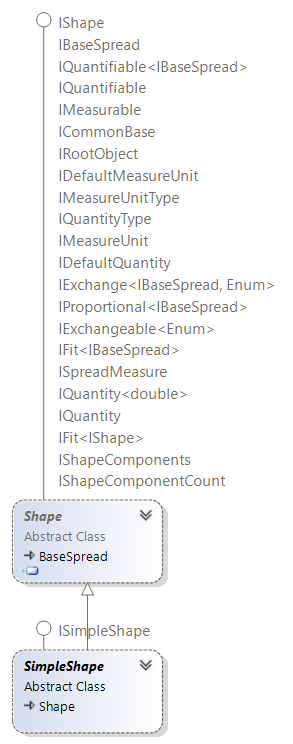 IShape
IBaseSpread
IQuantifiable<IBaseSpread>
IQuantifiable
IMeasurable
ICommonBase
IRootObject
IDefaultMeasureUnit
IMeasureUnitType
IQuantityType
IMeasureUnit
IDefaultQuantity
IExchange<IBaseSpread, Enum>
IProportional<IBaseSpread>
IExchangeable<Enum>
IFit<IBaseSpread>
ISpreadMeasure
IQuantity<double>
IQuantity
IFit<IShape>
IShapeComponents
IShapeComponentCount
Shape
Abstract Class
BaseSpread
ISimpleShape
SimpleShape
Abstract Class
Shape